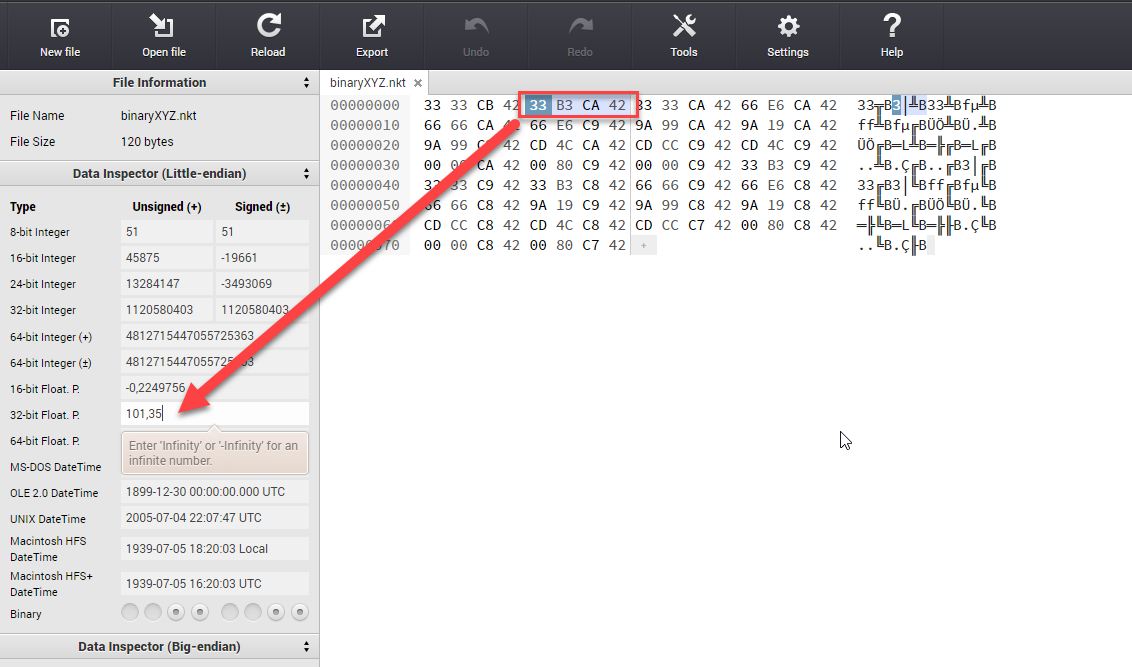 New file Open file Reload Export Undo Redo Tools Settings Help
File Information
File Name binaryXYZ.nkt
File Size 120 bytes
Data Inspector (Little-endian)
Type Unsigned (+) Signed (±)
8-bit Integer 51 51
16-bit Integer 45875 -19661
24-bit Integer 13284147 -3493069
32-bit Integer 1120580403 1120580403
64-bit Integer (+) 4812715447055725363
64-bit Integer (±)
16-bit Float. P. -0,2249756
32-bit Float. P. 101,35
64-bit Float. P.
Enter 'Infinity' or '-Infinity' for an
infinite number.
MS-DOS DateTime
OLE 2.0 DateTime 1899-12-30 00:00:00.000 UTC
UNIX DateTime 2005-07-04 22:07:47 UTC
Macintosh HFS
DateTime 1939-07-05 18:20:03 Local
Macintosh HFS+
DateTime 1939-07-05 16:20:03 UTC
Binary
Data Inspector (Big-endian)
binaryXYZ.nkt ×
00000000 33 33 CB 42 33 B3 CA 42 33 33 CA 42 66 E6 CA 42 33╦B3│╩B33╩Bfµ╩B
00000010 66 66 CA 42 66 E6 C9 42 9A 99 CA 42 9A 19 CA 42 ff╩Bfµ╔BÜÖ╩BÜ.╩B
00000020 9A 99 CD 4C CA 42 CD CC C9 42 CD 4C C9 42 ÜÖ╔B═L╩B═╠╔B═L╔B
00000030 00 00 CA 42 00 80 C9 42 00 00 C9 42 33 B3 C9 42 ..╩B.Ç╔B..╔B3│╔B
00000040 33 33 C9 42 33 B3 C8 42 66 66 C9 42 66 E6 C8 42 33╔B3│╚Bff╔Bfµ╚B
00000050 66 66 C8 42 9A 19 C9 42 9A 99 C8 42 9A 19 C8 42 ff╚BÜ.╔BÜÖ╚BÜ.╚B
00000060 CD CC C8 42 CD 4C C8 42 CD CC C7 42 00 80 C8 42 ═╠╚B═L╚B═╠╟B.Ç╚B
00 00 C8 42 00 80 C7 42 + ..╚B.Ç╟B